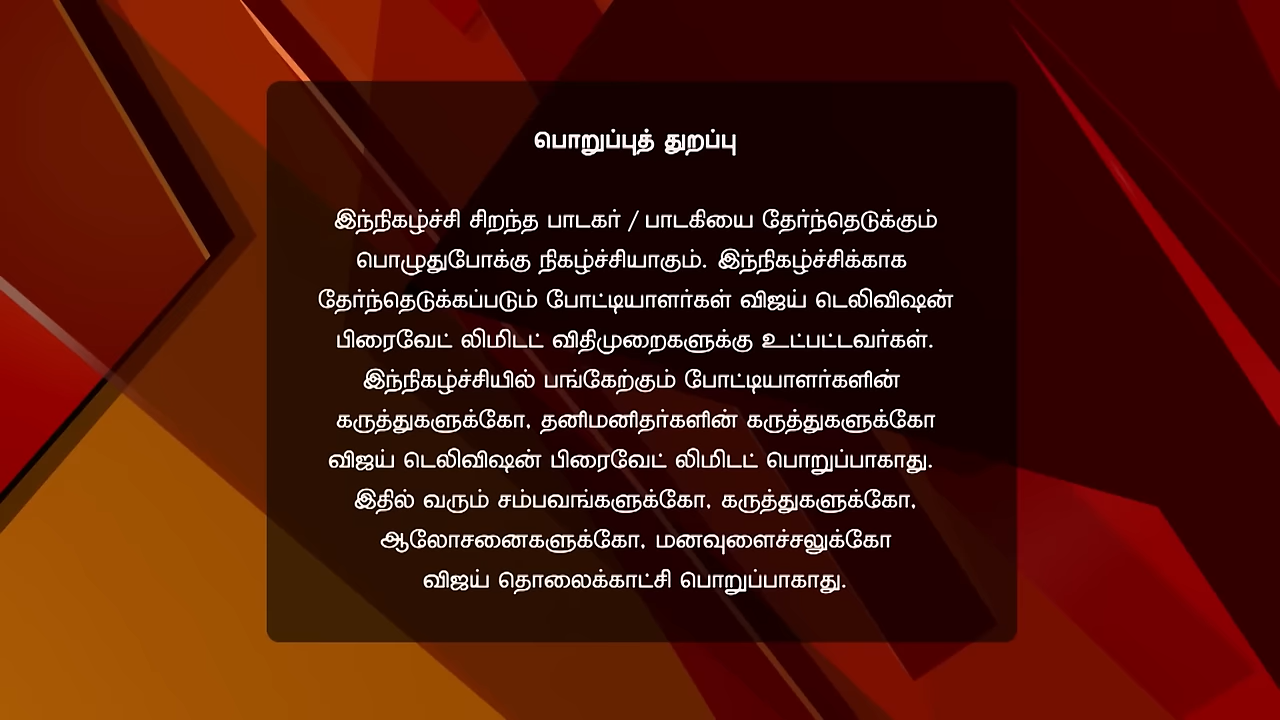 பொறுப்புத் துறப்பு
இந்நிகழ்ச்சி சிறந்த பாடகர் / பாடகியை தேர்ந்தெடுக்கும்
பொழுதுபோக்கு நிகழ்ச்சியாகும். இந்நிகழ்ச்சிக்காக
தேர்ந்தெடுக்கப்படும் போட்டியாளர்கள் விஜய் டெலிவிஷன்
பிரைவேட் லிமிடட் விதிமுறைகளுக்கு உட்பட்டவர்கள்.
இந்நிகழ்ச்சியில் பங்கேற்கும் போட்டியாளர்களின்
கருத்துகளுக்கோ, தனிமனிதர்களின் கருத்துகளுக்கோ
விஜய் டெலிவிஷன் பிரைவேட் லிமிடட் பொறுப்பாகாது.
இதில் வரும் சம்பவங்களுக்கோ, கருத்துகளுக்கோ,
ஆலோசனைகளுக்கோ, மனவுளைச்சலுக்கோ
விஜய் தொலைக்காட்சி பொறுப்பாகாது.